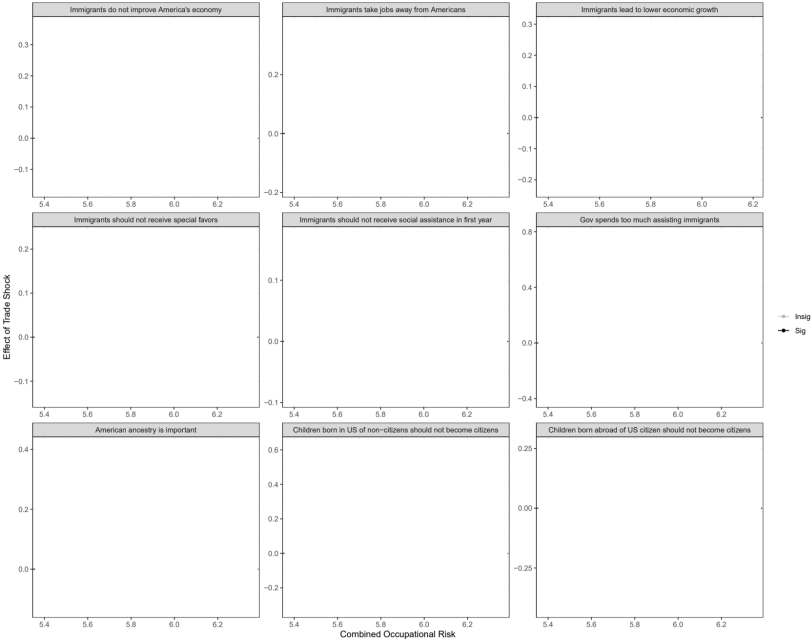 Immigrants do not improve America's economy
Immigrants take jobs away from Americans
Immigrants lead to lower economic growth
0.3
0.2
0.1
0.0
−0.1
0.2
0.0
−0.2
0.3
0.2
0.1
0.0
−0.1
−0.2
5.4 5.6 5.8 6.0 6.2
5.4 5.6 5.8 6.0 6.2
5.4 5.6 5.8 6.0 6.2
Immigrants should not receive special favors
Immigrants should not receive social assistance in first year
Gov spends too much assisting immigrants
0.2
0.1
0.0
−0.1
0.1
0.0
−0.1
0.8
0.4
0.0
−0.4
5.4 5.6 5.8 6.0 6.2
5.4 5.6 5.8 6.0 6.2
5.4 5.6 5.8 6.0 6.2
American ancestry is important
Children born in US of non−citizens should not become citizens
Children born abroad of US citizen should not become citizens
0.4
0.2
0.0
0.6
0.4
0.2
0.0
−0.2
0.25
0.00
−0.25
5.4 5.6 5.8 6.0 6.2
5.4 5.6 5.8 6.0 6.2
5.4 5.6 5.8 6.0 6.2
Effect of Trade Shock
Combined Occupational Risk
Insig
Sig